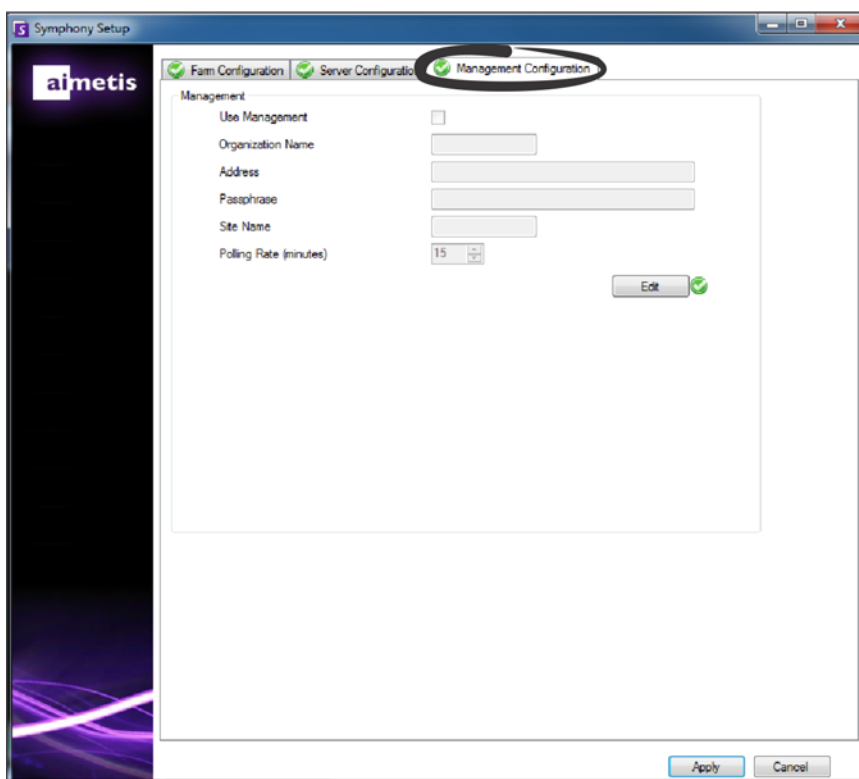 Symphony Setup
aimetis
Farm Configuration
Server Configuratio
Management Configuration
Management
Use Management
Organization Name
Address
Passphrase
Site Name
Polling Rate (minutes)
15
Edit
Apply
Cancel